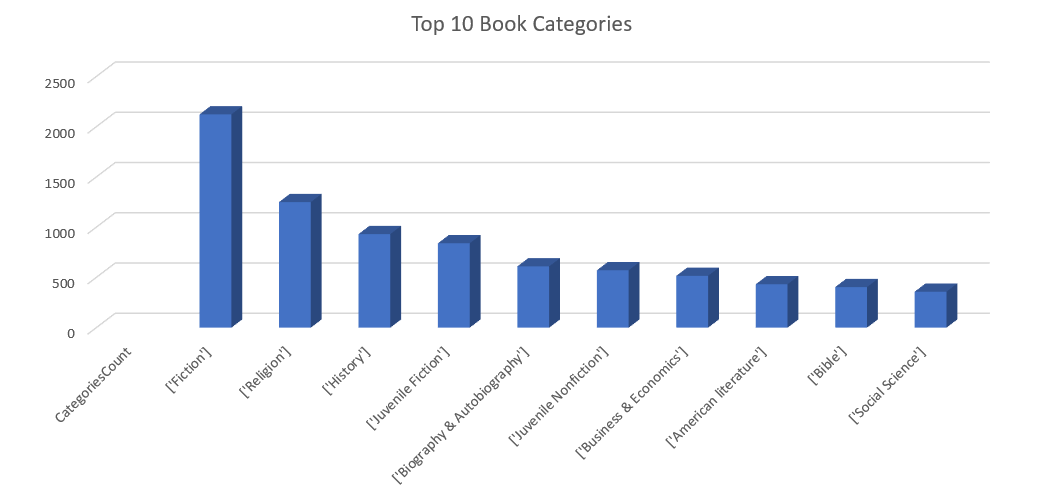 Top 10 Book Categories
2500
2000
1500
1000
500
0
CategoriesCount
['Fiction']
['Religion']
['History']
['Juvenile Fiction']
['Biography & Autobiography']
['Juvenile Nonfiction']
['Business & Economics']
['American literature']
['Bible']
['Social Science']